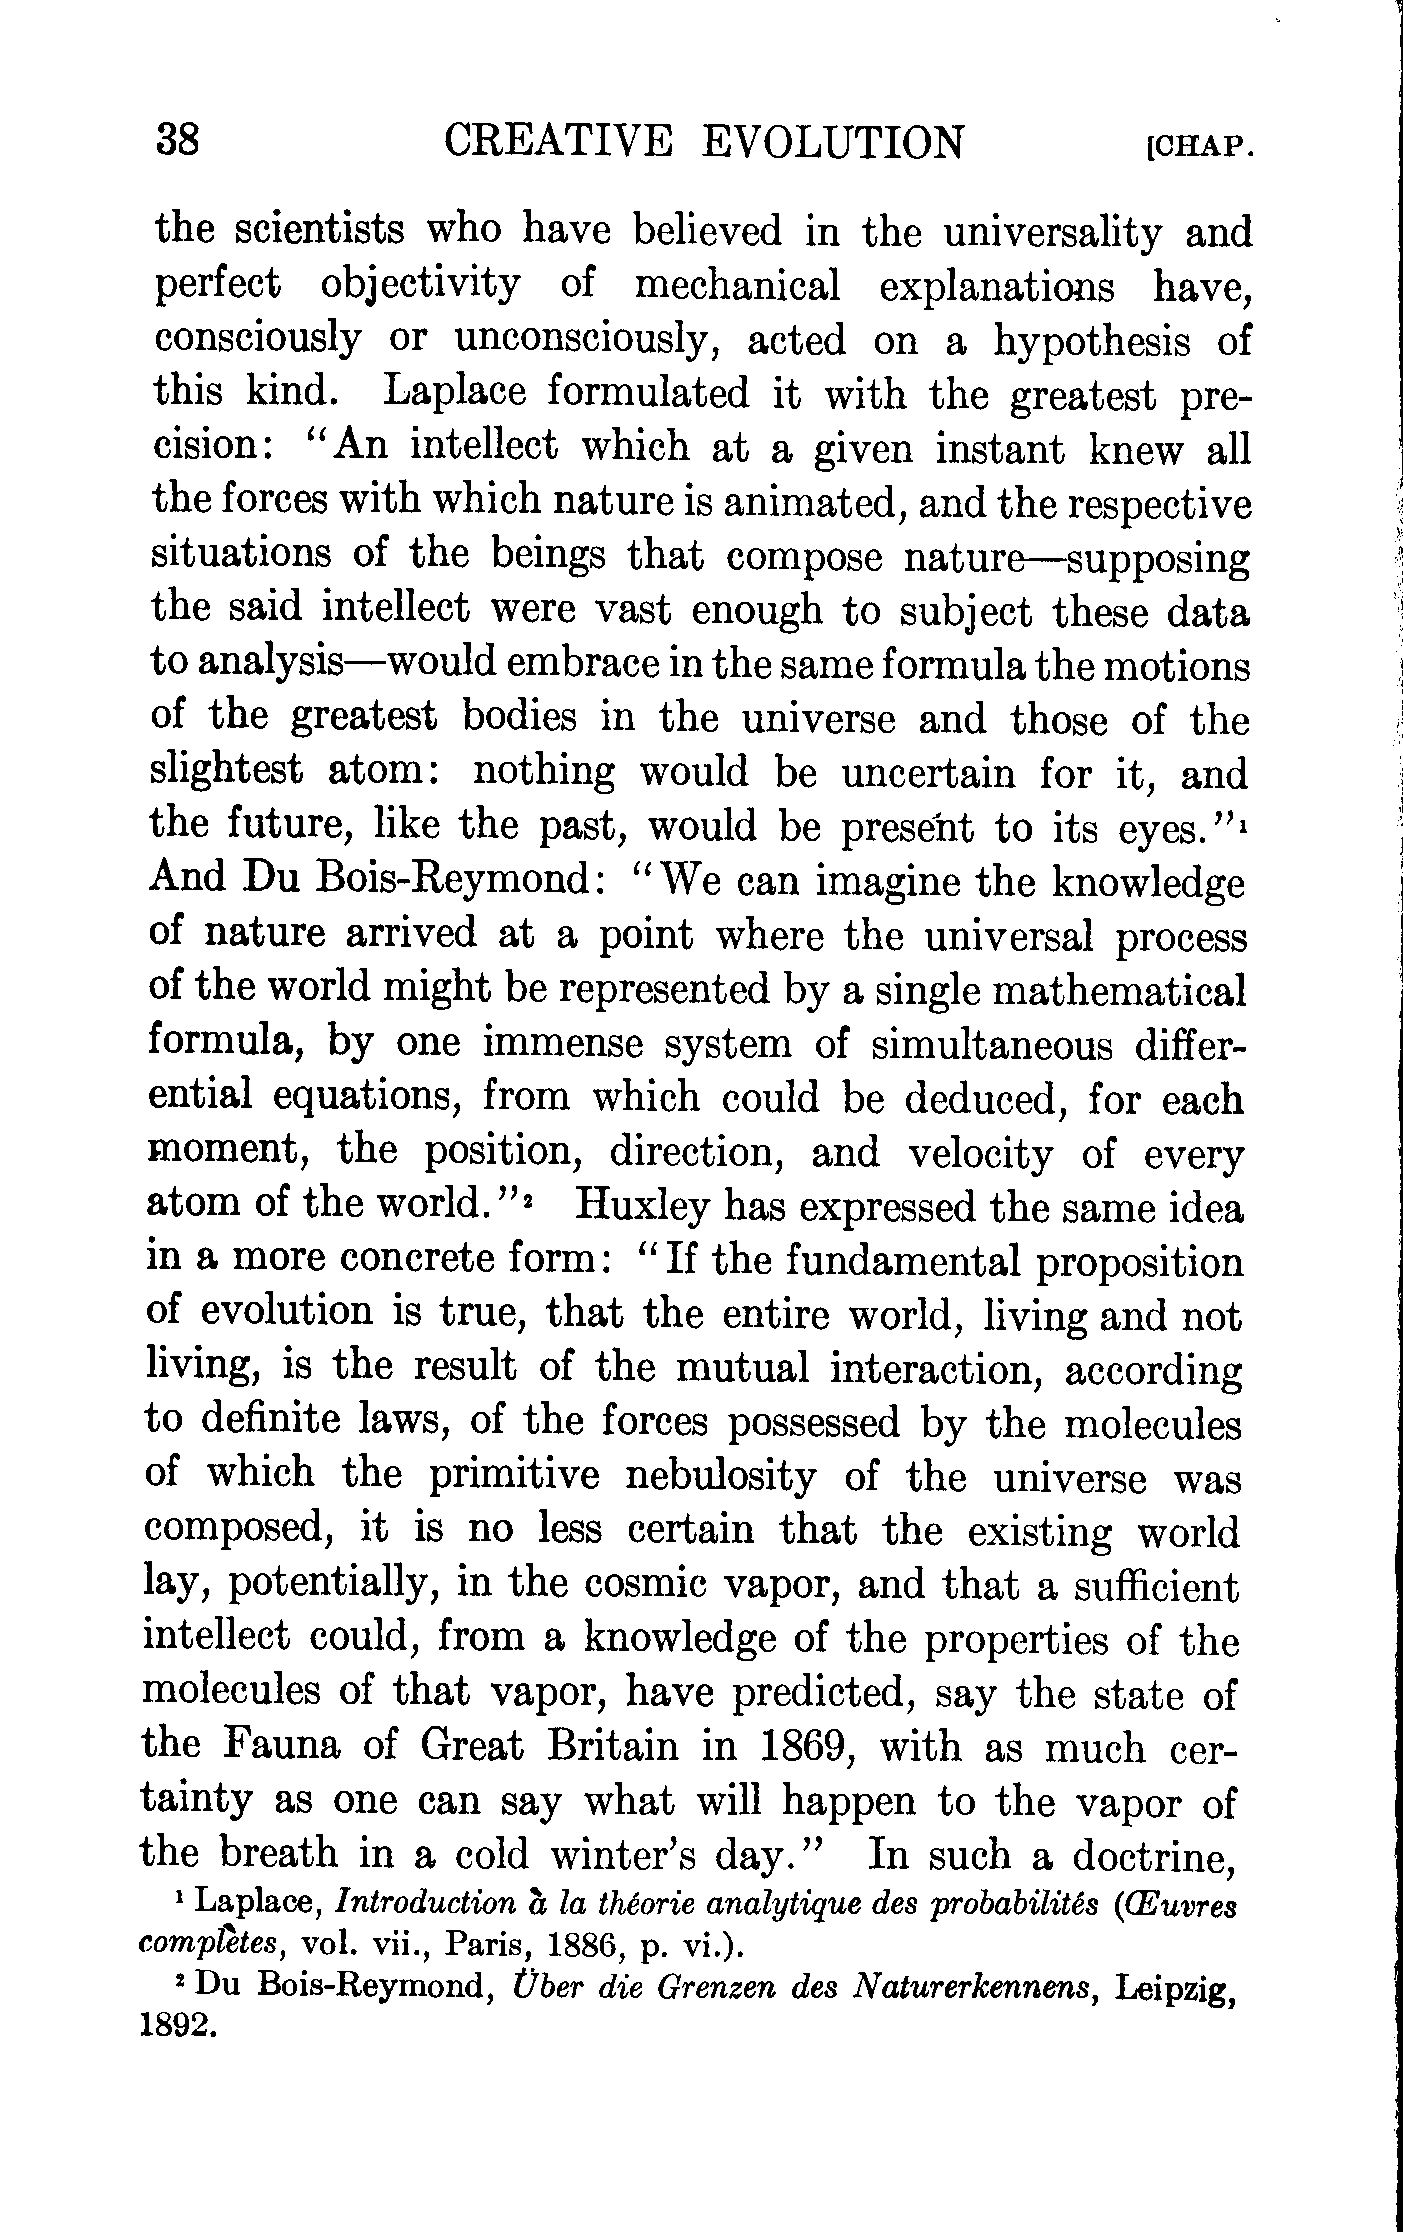 38 CREATIVE EVOLUTION [CHAP.
the scientists who have believed in the universality and
perfect objectivity of mechanical explanations have,
consciously or unconsciously, acted on a hypothesis of
this kind. Laplace formulated it with the greatest pre-
cision: “An intellect which at a given instant knew all
the forces with which nature is animated, and the respective
situations of the beings that compose nature—supposing
the said intellect were vast enough to subject these data
to analysis—would embrace in the same formula the motions
of the greatest bodies in the universe and those of the
slightest atom: nothing would be uncertain for it, and
the future, like the past, would be present to its eyes.”¹
And Du Bois-Reymond: “We can imagine the knowledge
of nature arrived at a point where the universal process
of the world might be represented by a single mathematical
formula, by one immense system of simultaneous differ-
ential equations, from which could be deduced, for each
moment, the position, direction, and velocity of every
atom of the world.”² Huxley has expressed the same idea
in a more concrete form: “If the fundamental proposition
of evolution is true, that the entire world, living and not
living, is the result of the mutual interaction, according
to definite laws, of the forces possessed by the molecules
of which the primitive nebulosity of the universe was
composed, it is no less certain that the existing world
lay, potentially, in the cosmic vapor, and that a sufficient
intellect could, from a knowledge of the properties of the
molecules of that vapor, have predicted, say the state of
the Fauna of Great Britain in 1869, with as much cer-
tainty as one can say what will happen to the vapor of
the breath in a cold winter's day.” In such a doctrine,
¹ Laplace, Introduction à la théorie analytique des probabilités (Œuvres
complètes, vol. vii., Paris, 1886, p. vi.).
² Du Bois-Reymond, Über die Grenzen des Naturerkennens, Leipzig,
1892.